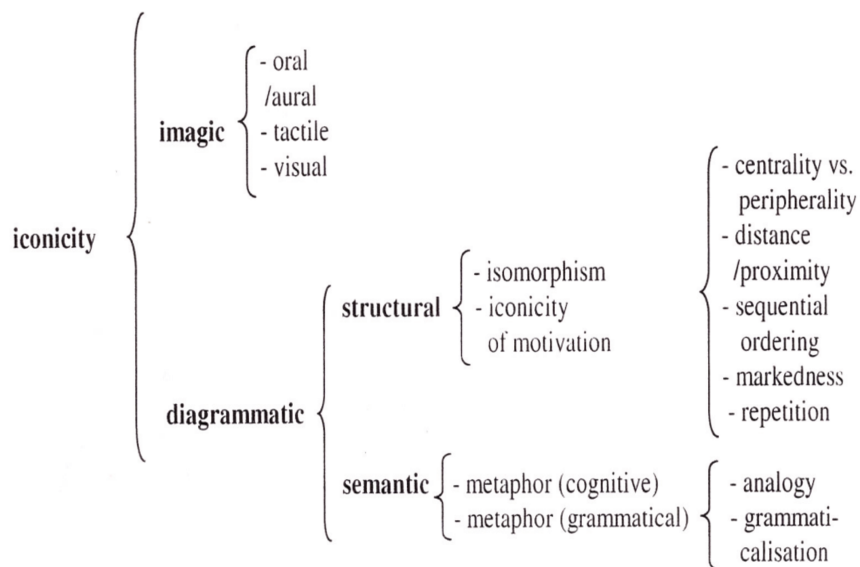 iconicity
imagic
- oral
/aural
- tactile
- visual
diagrammatic
structural
- isomorphism
- iconicity
of motivation
- centrality vs.
peripherality
- distance
/proximity
- sequential
ordering
- markedness
- repetition
semantic
- metaphor (cognitive)
- metaphor (grammatical)
- analogy
- grammati-
calisation